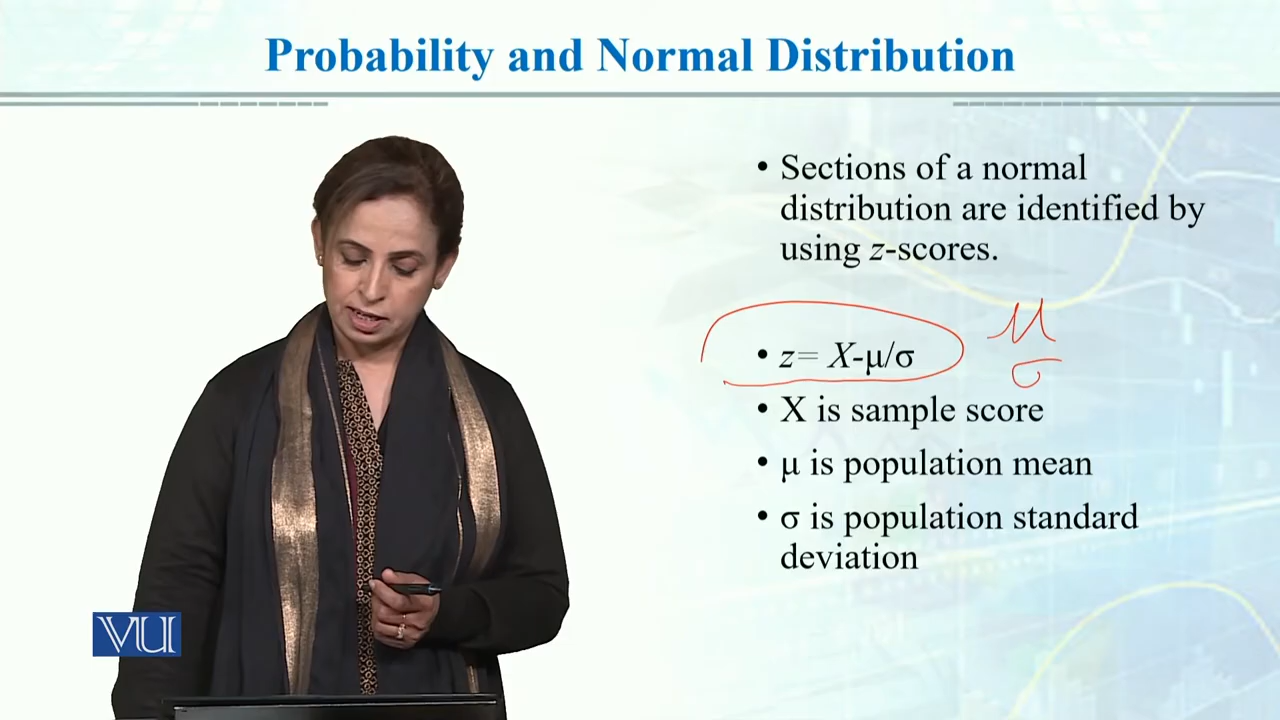 Probability and Normal Distribution
• Sections of a normal
distribution are identified by
using z-scores.
• z= X-μ/σ
μ
σ
• X is sample score
• μ is population mean
• σ is population standard
deviation
VU